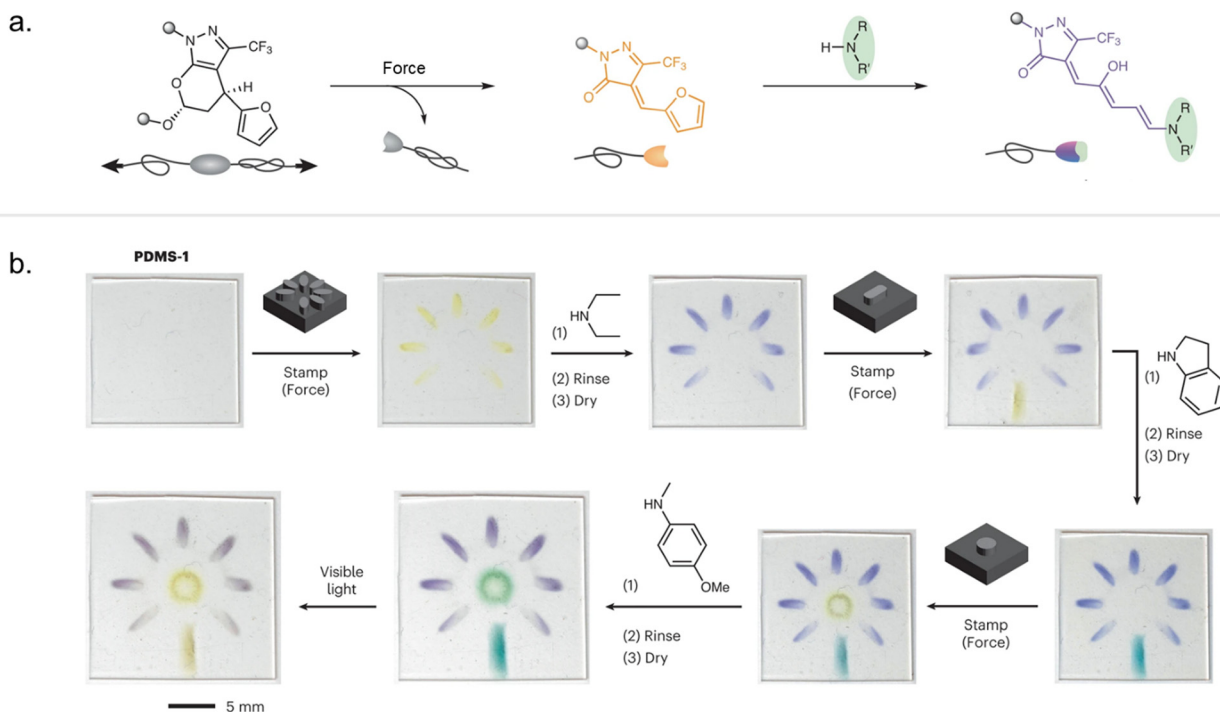 a.
N
N
CF₃
O
H
O
O
Force
N
N
CF₃
O
O
H–N
R
R'
N
N
CF₃
O
OH
N
R
R'
b.
PDMS-1
Stamp
(Force)
(1)
HN
(2) Rinse
(3) Dry
Stamp
(Force)
(1)
HN
(2) Rinse
(3) Dry
Stamp
(Force)
HN
OMe
(1)
(2) Rinse
(3) Dry
Visible
light
5 mm